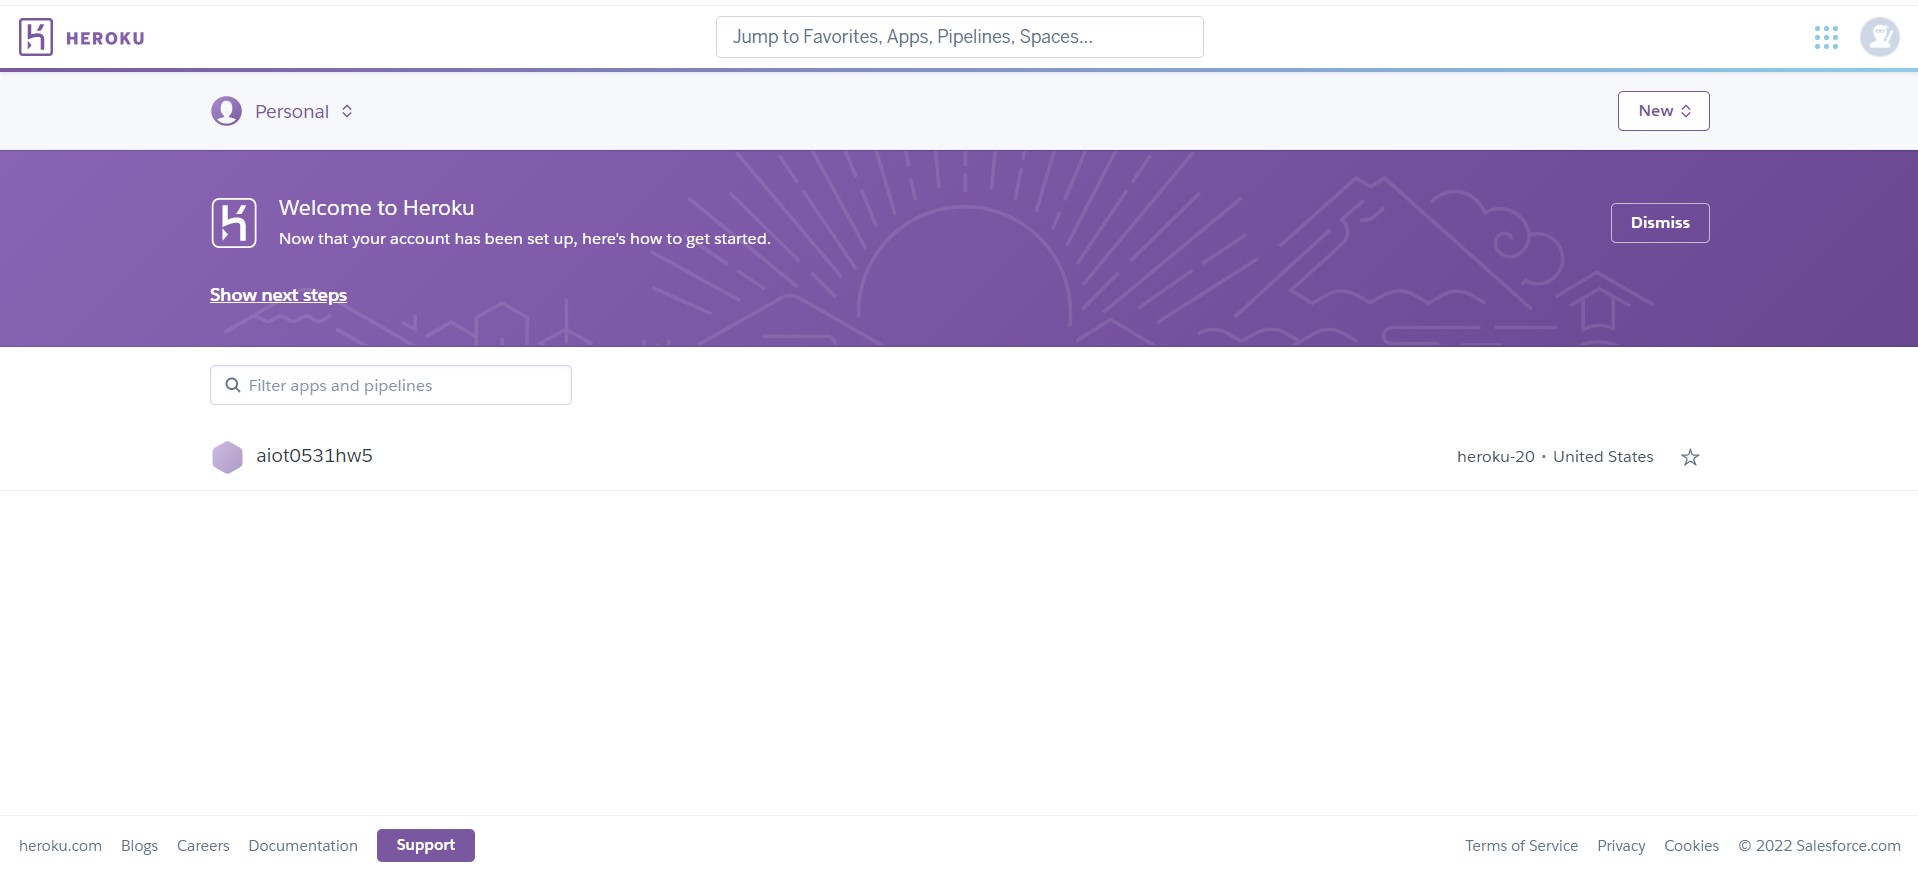 HEROKU
Jump to Favorites, Apps, Pipelines, Spaces...
Personal
New
Welcome to Heroku
Now that your account has been set up, here's how to get started.
Dismiss
Show next steps
Filter apps and pipelines
aiot0531hw5
heroku-20 · United States
heroku.com Blogs Careers Documentation Support Terms of Service Privacy Cookies © 2022 Salesforce.com